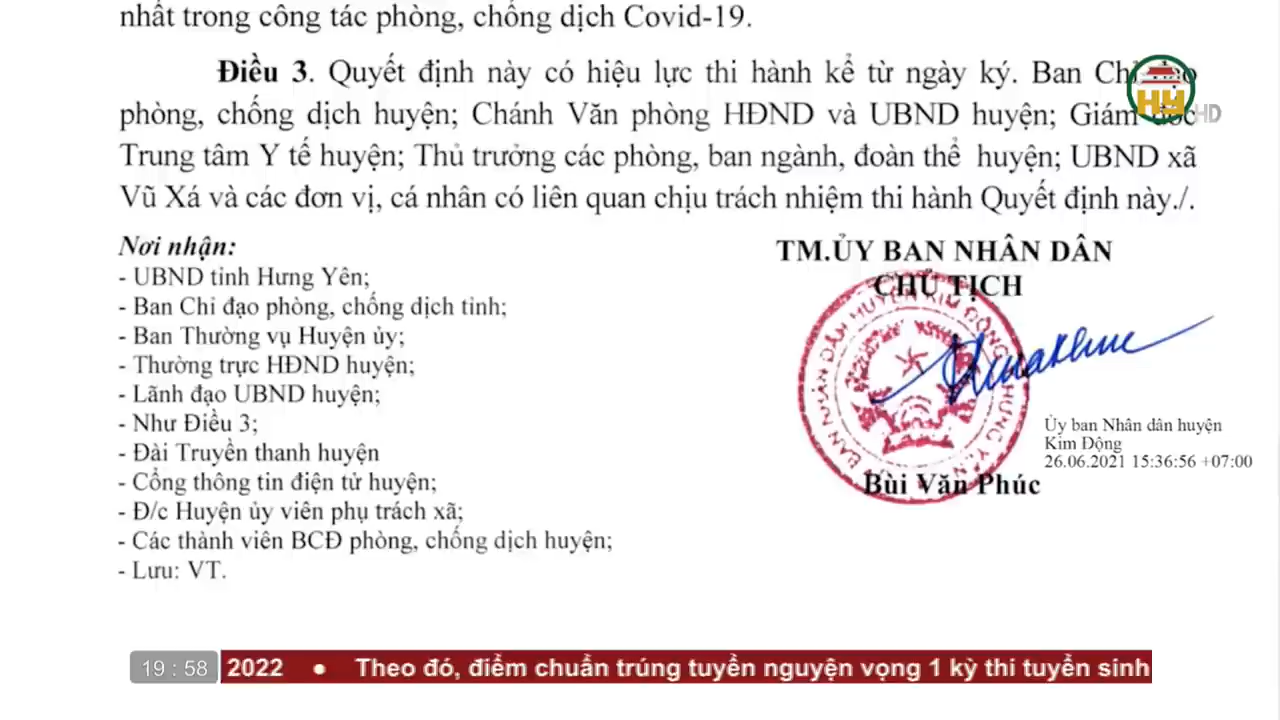 nhất trong công tác phòng, chống dịch Covid-19.
Điều 3. Quyết định này có hiệu lực thi hành kể từ ngày ký. Ban Chỉ đạo
phòng, chống dịch huyện; Chánh Văn phòng HĐND và UBND huyện; Giám đốc
Trung tâm Y tế huyện; Thủ trưởng các phòng, ban ngành, đoàn thể huyện; UBND xã
Vũ Xá và các đơn vị, cá nhân có liên quan chịu trách nhiệm thi hành Quyết định này./.
HY HD
Nơi nhận:
- UBND tỉnh Hưng Yên;
- Ban Chỉ đạo phòng, chống dịch tỉnh;
- Ban Thường vụ Huyện ủy;
- Thường trực HĐND huyện;
- Lãnh đạo UBND huyện;
- Như Điều 3;
- Đài Truyền thanh huyện
- Cổng thông tin điện tử huyện;
- Đ/c Huyện ủy viên phụ trách xã;
- Các thành viên BCĐ phòng, chống dịch huyện;
- Lưu: VT.
TM.ỦY BAN NHÂN DÂN
CHỦ TỊCH
ỦY BAN NHÂN DÂN HUYỆN KIM ĐỘNG
HƯNG YÊN
Ủy ban Nhân dân huyện
Kim Động
26.06.2021 15:36:56 +07:00
Bùi Văn Phúc
19 : 58
2022 • Theo đó, điểm chuẩn trúng tuyển nguyện vọng 1 kỳ thi tuyển sinh